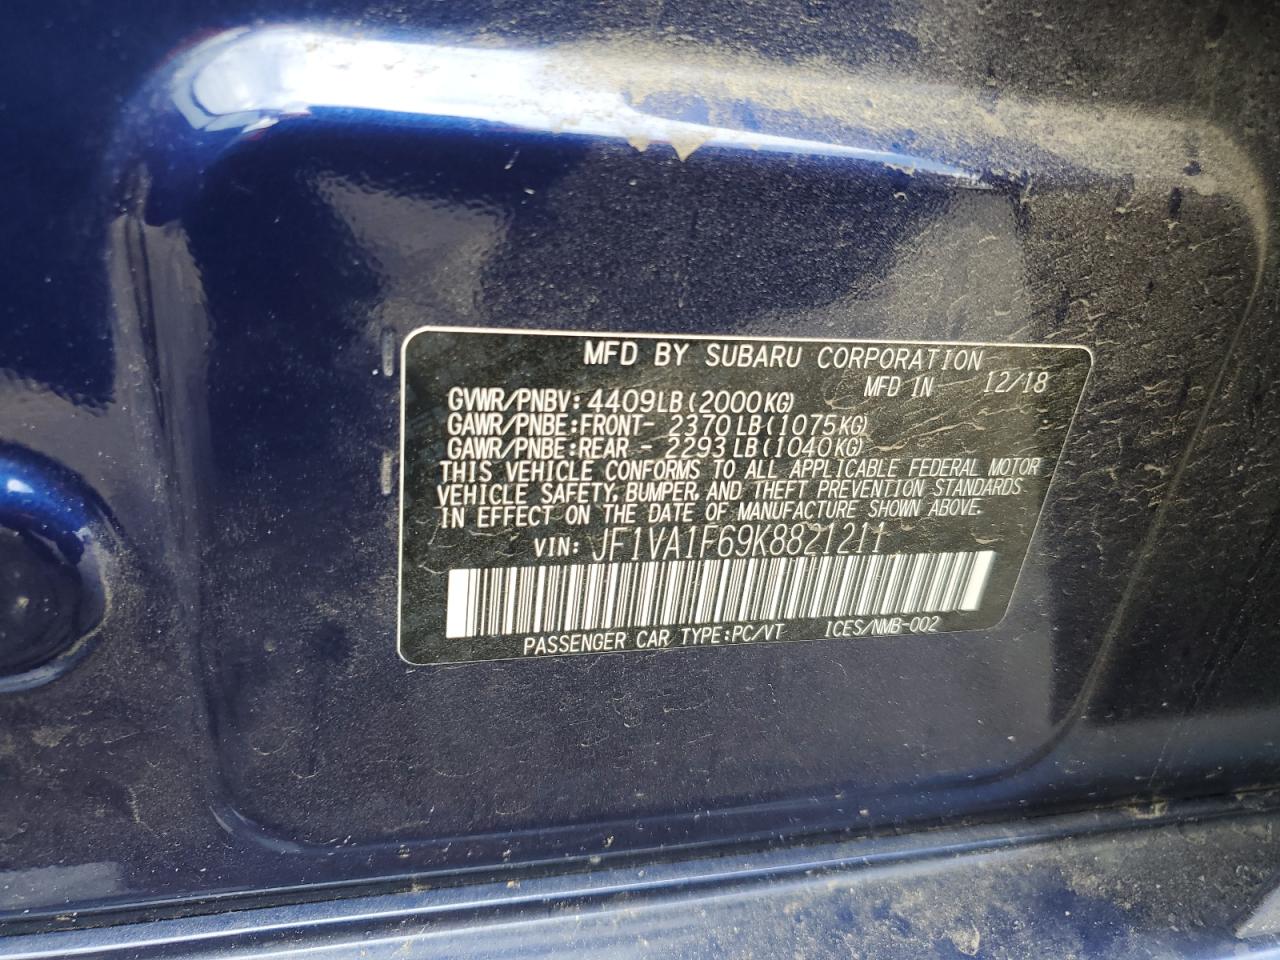 MFD BY SUBARU CORPORATION
MFD IN 12/18
GVWR/PNBV: 4409LB(2000KG)
GAWR/PNBE:FRONT- 2370LB(1075KG)
GAWR/PNBE:REAR - 2293LB(1040KG)
THIS VEHICLE CONFORMS TO ALL APPLICABLE FEDERAL MOTOR
VEHICLE SAFETY, BUMPER, AND THEFT PREVENTION STANDARDS
IN EFFECT ON THE DATE OF MANUFACTURE SHOWN ABOVE.
VIN: JF1VA1F69K8821211
PASSENGER CAR, TYPE:PC/VT ICES/NMB-002